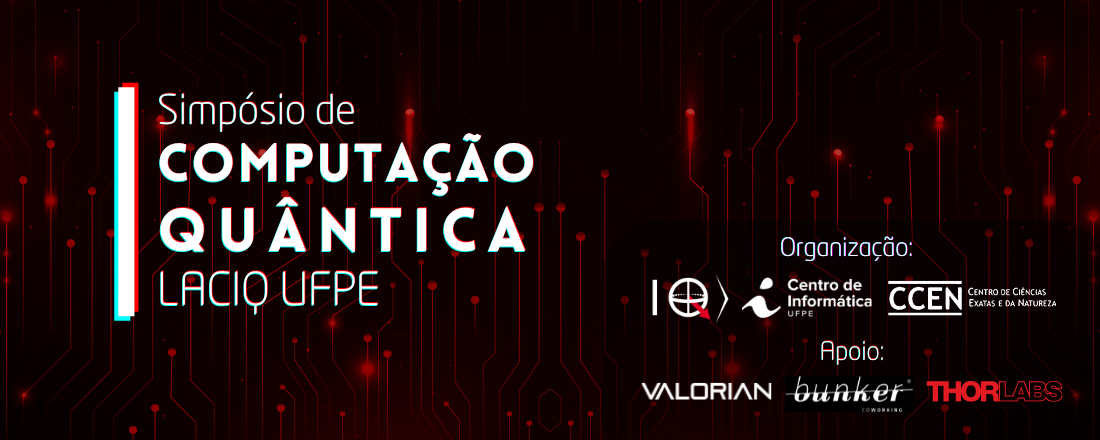 Simpósio de
COMPUTAÇÃO
QUÂNTICA
LACIQ UFPE
Organização:
Centro de
Informática
UFPE
CCEN
CENTRO DE CIÊNCIAS
EXATAS E DA NATUREZA
Apoio:
VALORIAN
bunker
COWORKING
THORLABS